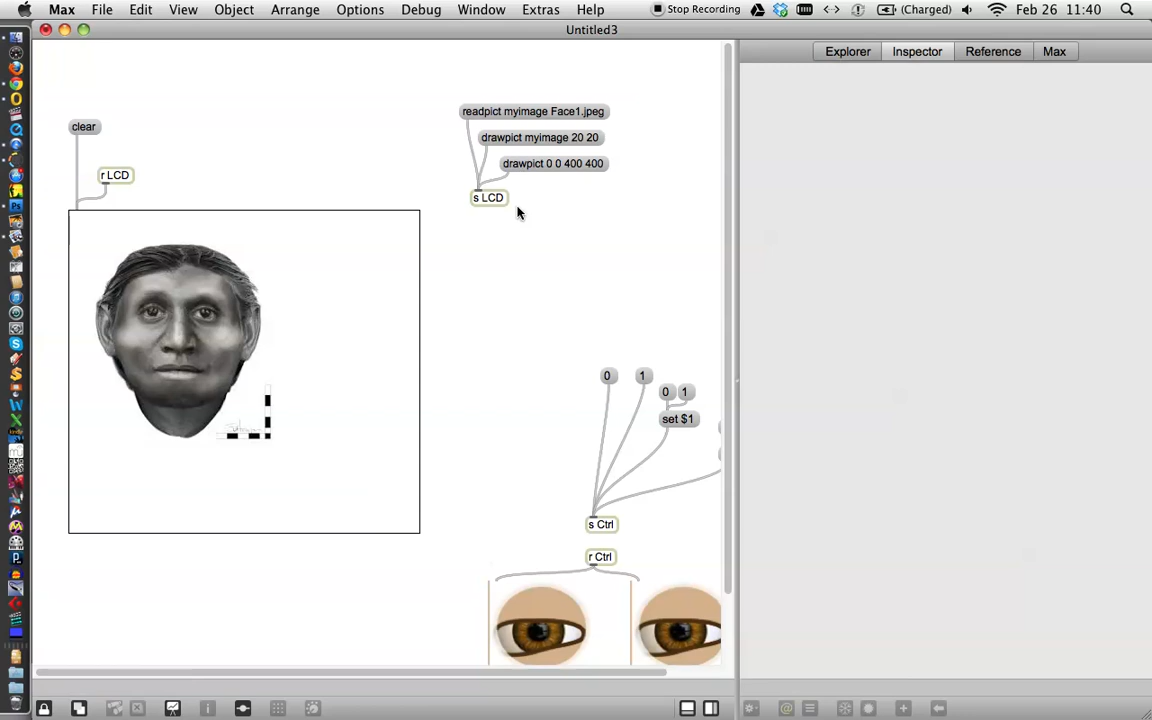 Max File Edit View Object Arrange Options Debug Window Extras Help
Stop Recording (Charged) Feb 26 11:40
Untitled3
Explorer Inspector Reference Max
readpict myimage Face1.jpeg
clear
drawpict myimage 20 20
drawpict 0 0 400 400
r LCD
s LCD
0 1
0 1
set $1
s Ctrl
r Ctrl